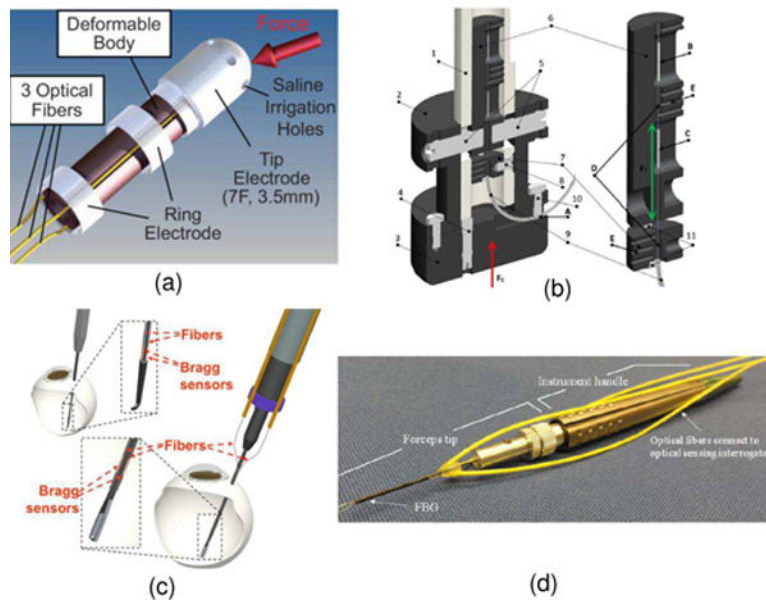 Deformable
Body
Force
3 Optical
Fibers
Saline
Irrigation
Holes
Tip
Electrode
(7F, 3.5mm)
Ring
Electrode
(a)
1
2
3
4
5
6
7
8
9
10
A
Fc
B
E
C
D
E
11
(b)
Fibers
Bragg
sensors
Fibers
Bragg
sensors
(c)
Instrument handle
Forceps tip
Optical fibers connect to
optical sensing interrogate
FBG
(d)